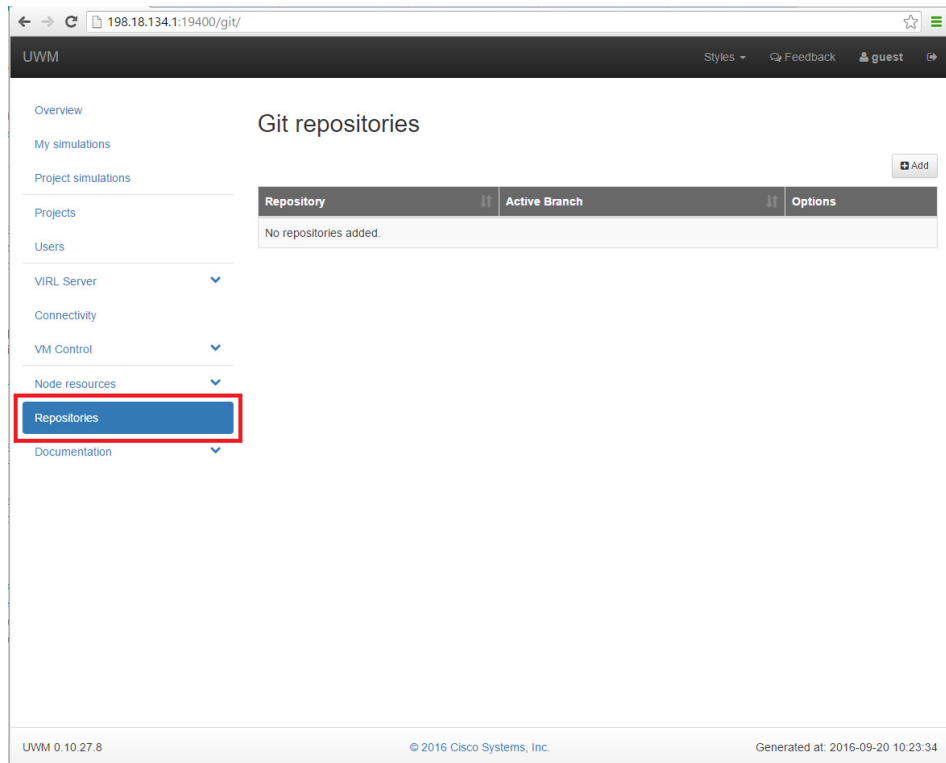 198.18.134.1:19400/git/
UWM Styles Feedback guest
Overview
My simulations
Project simulations
Projects
Users
VIRL Server
Connectivity
VM Control
Node resources
Repositories
Documentation
Git repositories
Add
Repository Active Branch Options
No repositories added.
UWM 0.10.27.8 © 2016 Cisco Systems, Inc. Generated at: 2016-09-20 10:23:34